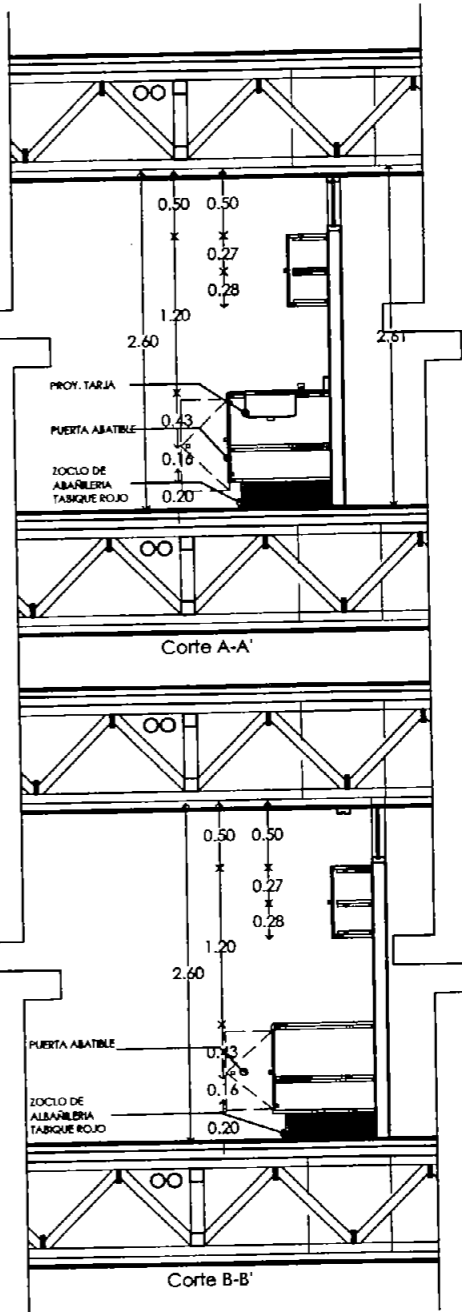 0.50 0.50
0.27
0.28
1.20
2.60
2.61
PROY. TARJA
0.43
PUERTA ABATIBLE
0.16
ZOCLO DE
ABAÑILERIA
TABIQUE ROJO
0.20
Corte A-A'
0.50 0.50
0.27
0.28
1.20
2.60
PUERTA ABATIBLE
0.43
0.16
ZOCLO DE
ALBAÑILERIA
TABIQUE ROJO
0.20
Corte B-B'